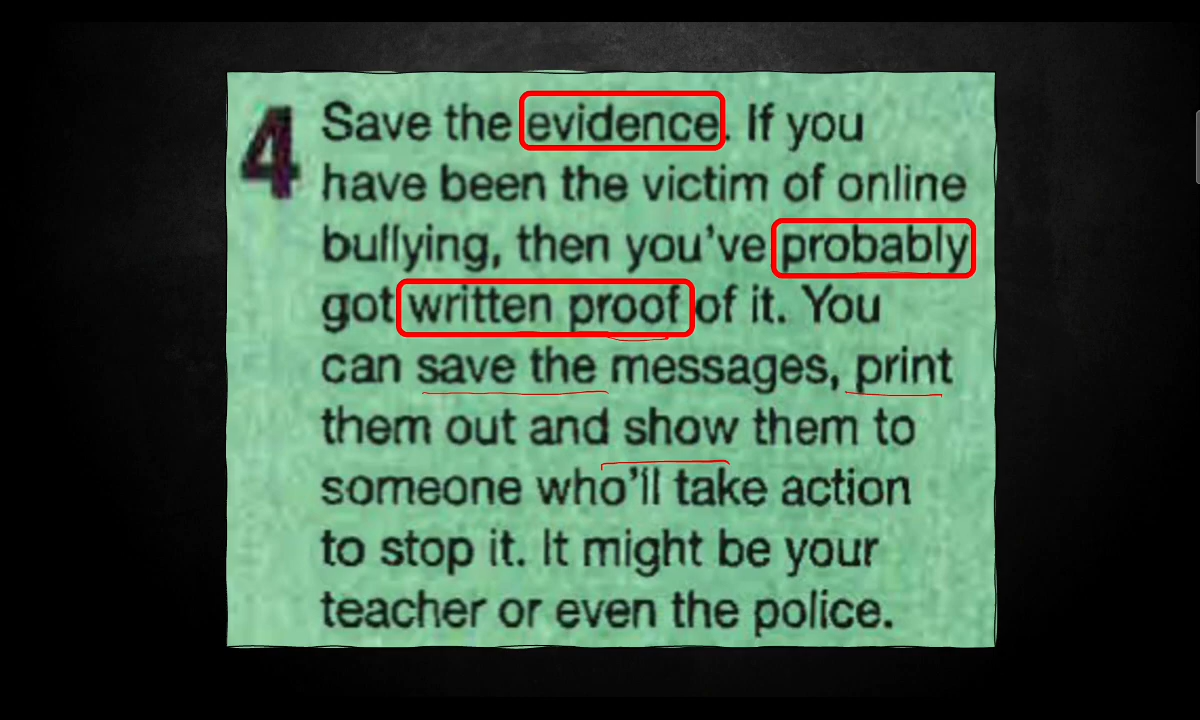 4 Save the evidence. If you
have been the victim of online
bullying, then you've probably
got written proof of it. You
can save the messages, print
them out and show them to
someone who'll take action
to stop it. It might be your
teacher or even the police.